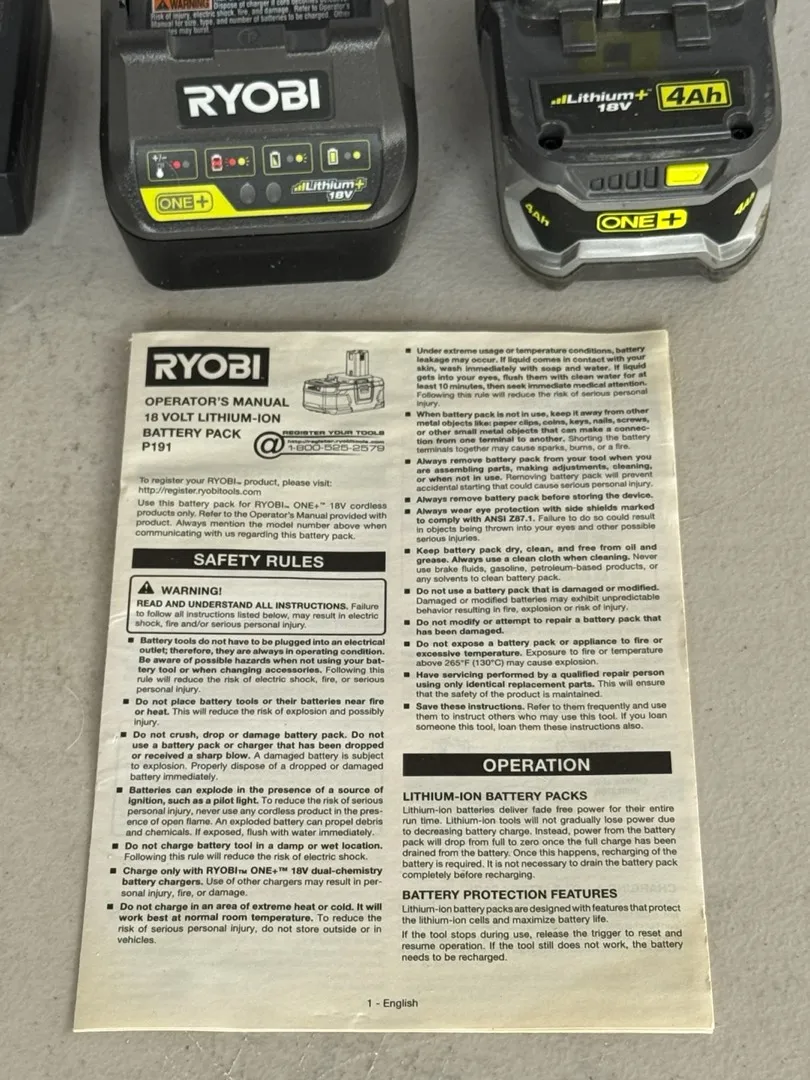 WARNING
Risk of injury, electric shock, fire, and damage. Refer to Operator's
Manual for size, type, and number of batteries to be charged. Other
RYOBI
+/-
ONE+
Lithium+
18V
Lithium+
18V
4Ah
4Ah
ONE+
4Ah
RYOBI
OPERATOR'S MANUAL
18 VOLT LITHIUM-ION
BATTERY PACK
P191
REGISTER YOUR TOOLS
http://register.ryobitools.com
1-800-525-2579
To register your RYOBI™ product, please visit:
http://register.ryobitools.com
Use this battery pack for RYOBI™ ONE+™ 18V cordless
products only. Refer to the Operator's Manual provided with
product. Always mention the model number above when
communicating with us regarding this battery pack.
SAFETY RULES
WARNING!
READ AND UNDERSTAND ALL INSTRUCTIONS. Failure
to follow all instructions listed below, may result in electric
shock, fire and/or serious personal injury.
■ Battery tools do not have to be plugged into an electrical
outlet; therefore, they are always in operating condition.
Be aware of possible hazards when not using your bat-
tery tool or when changing accessories. Following this
rule will reduce the risk of electric shock, fire, or serious
personal injury.
■ Do not place battery tools or their batteries near fire
or heat. This will reduce the risk of explosion and possibly
injury.
■ Do not crush, drop or damage battery pack. Do not
use a battery pack or charger that has been dropped
or received a sharp blow. A damaged battery is subject
to explosion. Properly dispose of a dropped or damaged
battery immediately.
■ Batteries can explode in the presence of a source of
ignition, such as a pilot light. To reduce the risk of serious
personal injury, never use any cordless product in the pres-
ence of open flame. An exploded battery can propel debris
and chemicals. If exposed, flush with water immediately.
■ Do not charge battery tool in a damp or wet location.
Following this rule will reduce the risk of electric shock.
■ Charge only with RYOBI™ ONE+™ 18V dual-chemistry
battery chargers. Use of other chargers may result in per-
sonal injury, fire, or damage.
■ Do not charge in an area of extreme heat or cold. It will
work best at normal room temperature. To reduce the
risk of serious personal injury, do not store outside or in
vehicles.
■ Under extreme usage or temperature conditions, battery
leakage may occur. If liquid comes in contact with your
skin, wash immediately with soap and water. If liquid
gets into your eyes, flush them with clean water for at
least 10 minutes, then seek immediate medical attention.
Following this rule will reduce the risk of serious personal
injury.
■ When battery pack is not in use, keep it away from other
metal objects like: paper clips, coins, keys, nails, screws,
or other small metal objects that can make a connec-
tion from one terminal to another. Shorting the battery
terminals together may cause sparks, burns, or a fire.
■ Always remove battery pack from your tool when you
are assembling parts, making adjustments, cleaning,
or when not in use. Removing battery pack will prevent
accidental starting that could cause serious personal injury.
■ Always remove battery pack before storing the device.
■ Always wear eye protection with side shields marked
to comply with ANSI Z87.1. Failure to do so could result
in objects being thrown into your eyes and other possible
serious injuries.
■ Keep battery pack dry, clean, and free from oil and
grease. Always use a clean cloth when cleaning. Never
use brake fluids, gasoline, petroleum-based products, or
any solvents to clean battery pack.
■ Do not use a battery pack that is damaged or modified.
Damaged or modified batteries may exhibit unpredictable
behavior resulting in fire, explosion or risk of injury.
■ Do not modify or attempt to repair a battery pack that
has been damaged.
■ Do not expose a battery pack or appliance to fire or
excessive temperature. Exposure to fire or temperature
above 265°F (130°C) may cause explosion.
■ Have servicing performed by a qualified repair person
using only identical replacement parts. This will ensure
that the safety of the product is maintained.
■ Save these instructions. Refer to them frequently and use
them to instruct others who may use this tool. If you loan
someone this tool, loan them these instructions also.
OPERATION
LITHIUM-ION BATTERY PACKS
Lithium-ion batteries deliver fade free power for their entire
run time. Lithium-ion tools will not gradually lose power due
to decreasing battery charge. Instead, power from the battery
pack will drop from full to zero once the full charge has been
drained from the battery. Once this happens, recharging of the
battery is required. It is not necessary to drain the battery pack
completely before recharging.
BATTERY PROTECTION FEATURES
Lithium-ion battery packs are designed with features that protect
the lithium-ion cells and maximize battery life.
If the tool stops during use, release the trigger to reset and
resume operation. If the tool still does not work, the battery
needs to be recharged.
1 - English